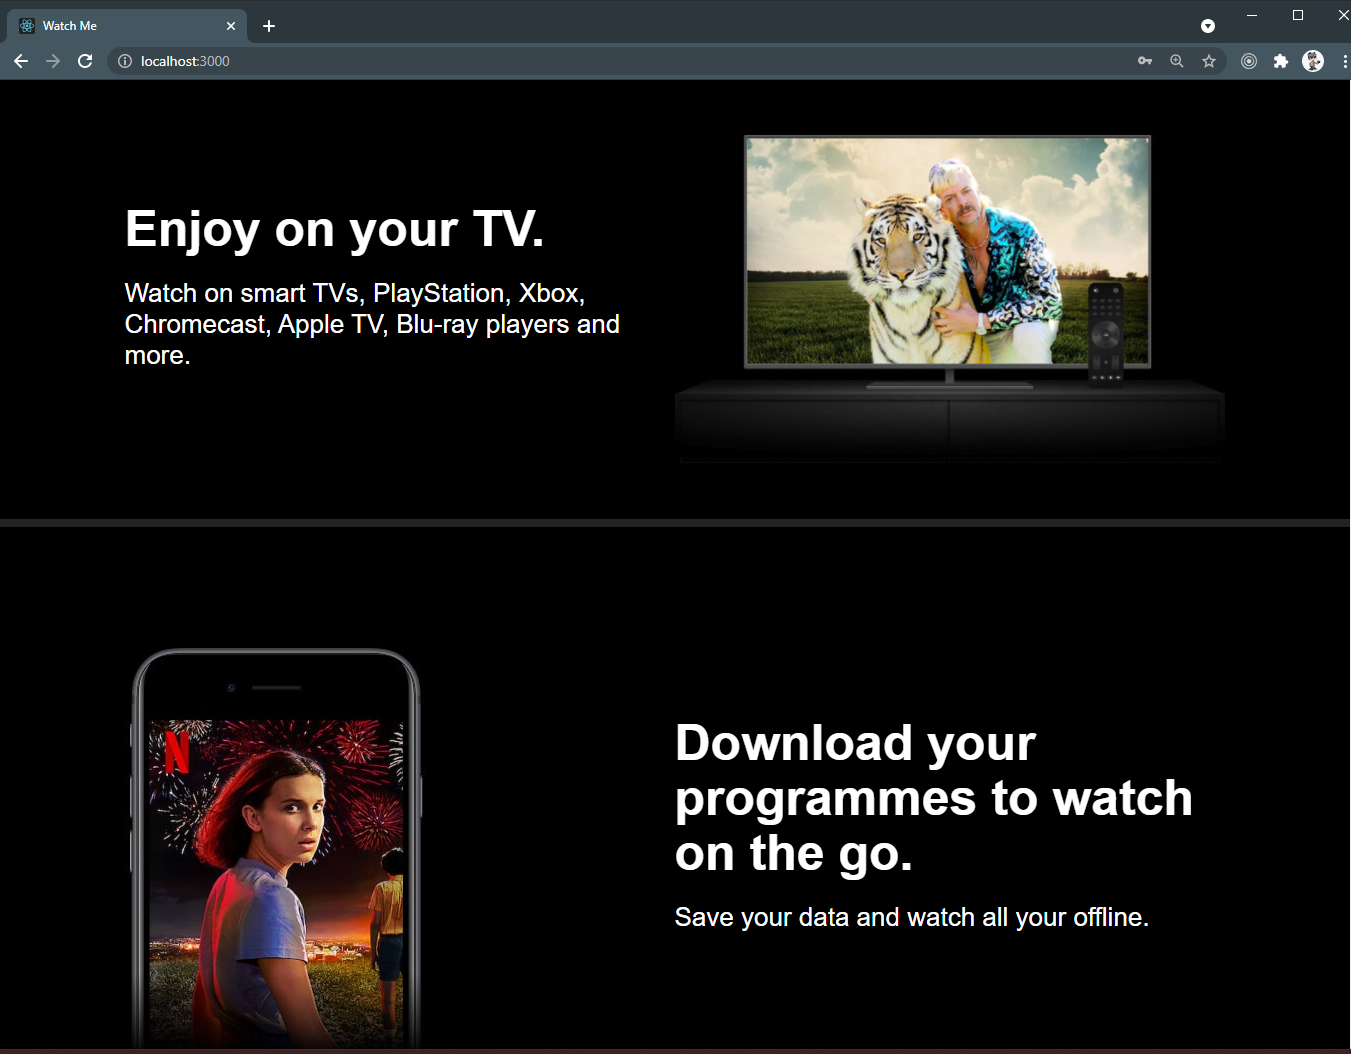 Watch Me
localhost:3000
Enjoy on your TV.
Watch on smart TVs, PlayStation, Xbox,
Chromecast, Apple TV, Blu-ray players and
more.
N
Download your
programmes to watch
on the go.
Save your data and watch all your offline.